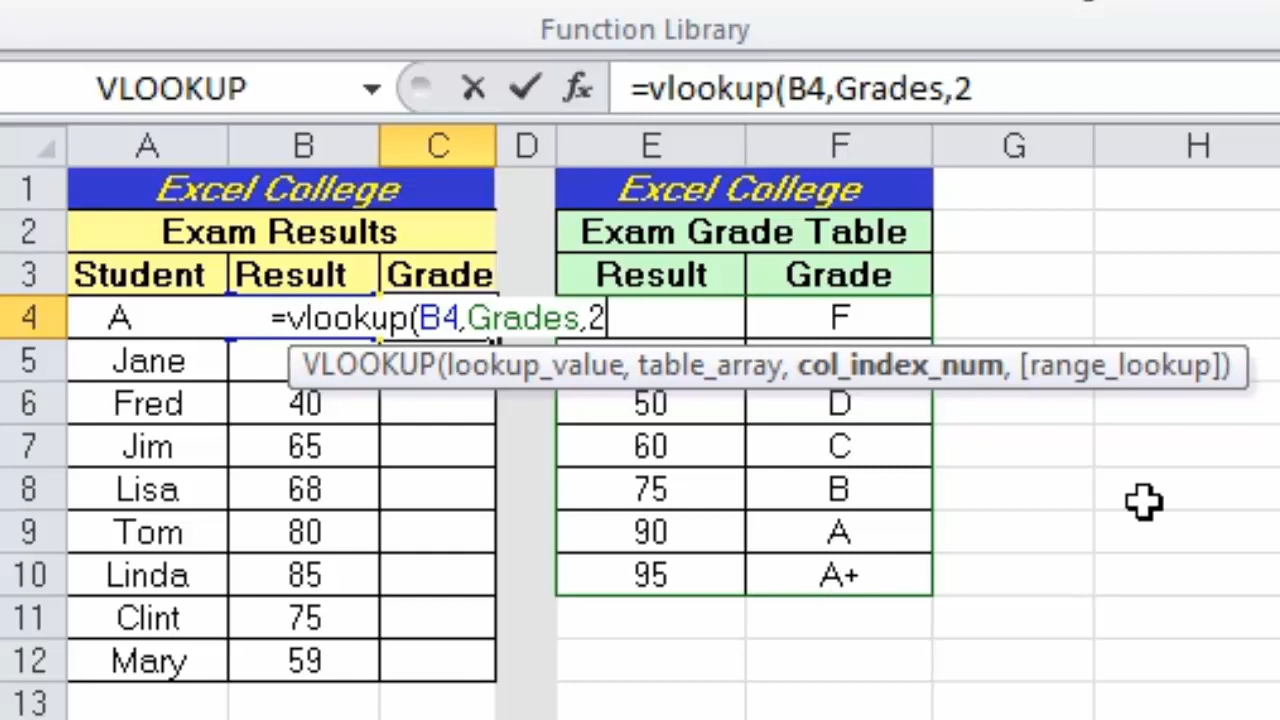 Function Library
VLOOKUP fx =vlookup(B4,Grades,2
A B C D E F G H
1 Excel College Excel College
2 Exam Results Exam Grade Table
3 Student Result Grade Result Grade
4 A =vlookup(B4,Grades,2 F
5 Jane VLOOKUP(lookup_value, table_array, col_index_num, [range_lookup])
6 Fred 40 50 D
7 Jim 65 60 C
8 Lisa 68 75 B
9 Tom 80 90 A
10 Linda 85 95 A+
11 Clint 75
12 Mary 59
13